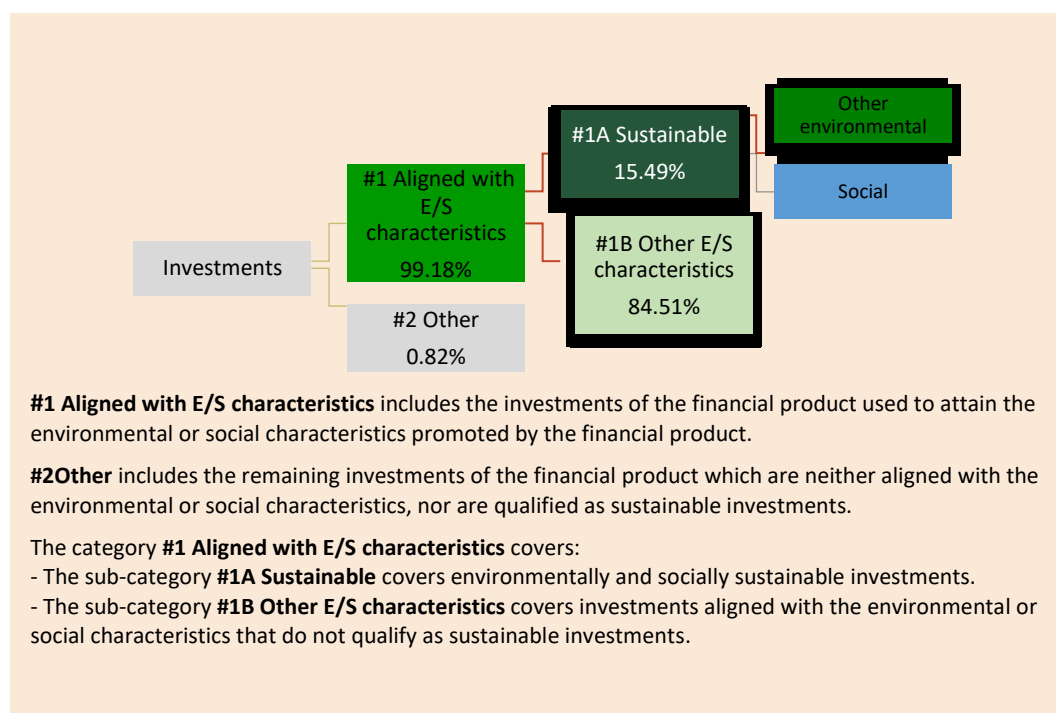 Investments
#1 Aligned with
E/S
characteristics
99.18%
#2 Other
0.82%
#1A Sustainable
15.49%
#1B Other E/S
characteristics
84.51%
Other
environmental
Social
#1 Aligned with E/S characteristics includes the investments of the financial product used to attain the
environmental or social characteristics promoted by the financial product.
#2Other includes the remaining investments of the financial product which are neither aligned with the
environmental or social characteristics, nor are qualified as sustainable investments.
The category #1 Aligned with E/S characteristics covers:
- The sub-category #1A Sustainable covers environmentally and socially sustainable investments.
- The sub-category #1B Other E/S characteristics covers investments aligned with the environmental or
social characteristics that do not qualify as sustainable investments.